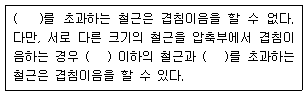 (   )를 초과하는 철근은 겹침이음을 할 수 없다.
다만, 서로 다른 크기의 철근을 압축부에서 겹침이
음하는 경우 (   ) 이하의 철근과 (   )를 초과하는
철근은 겹침이음을 할 수 있다.